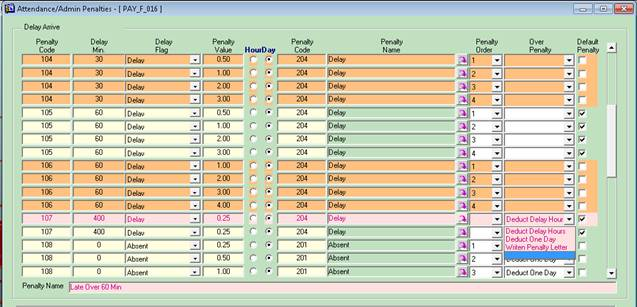 Attendance/Admin Penalties - [ PAY_F_016 ]
Delay Arrive
Penalty Code Delay Min. Delay Flag Penalty Value Hour Day Penalty Code Penalty Name Penalty Order Over Penalty Default Penalty
104 30 Delay 0.50 204 Delay 1
104 30 Delay 1.00 204 Delay 2
104 30 Delay 2.00 204 Delay 3
104 30 Delay 3.00 204 Delay 4
105 60 Delay 0.50 204 Delay 1
105 60 Delay 1.00 204 Delay 2
105 60 Delay 2.00 204 Delay 3
105 60 Delay 3.00 204 Delay 4
106 60 Delay 1.00 204 Delay 1
106 60 Delay 2.00 204 Delay 2
106 60 Delay 3.00 204 Delay 3
106 60 Delay 4.00 204 Delay 4
107 400 Delay 0.25 204 Delay Deduct Delay Hour
107 400 Delay 0.25 204 Delay Deduct Delay Hours
Deduct One Day
108 0 Absent 0.25 201 Absent 1 Writen Penalty Letter
108 0 Absent 0.50 201 Absent 2
108 0 Absent 1.00 201 Absent 3 Deduct One Day
Penalty Name Late Over 60 Min